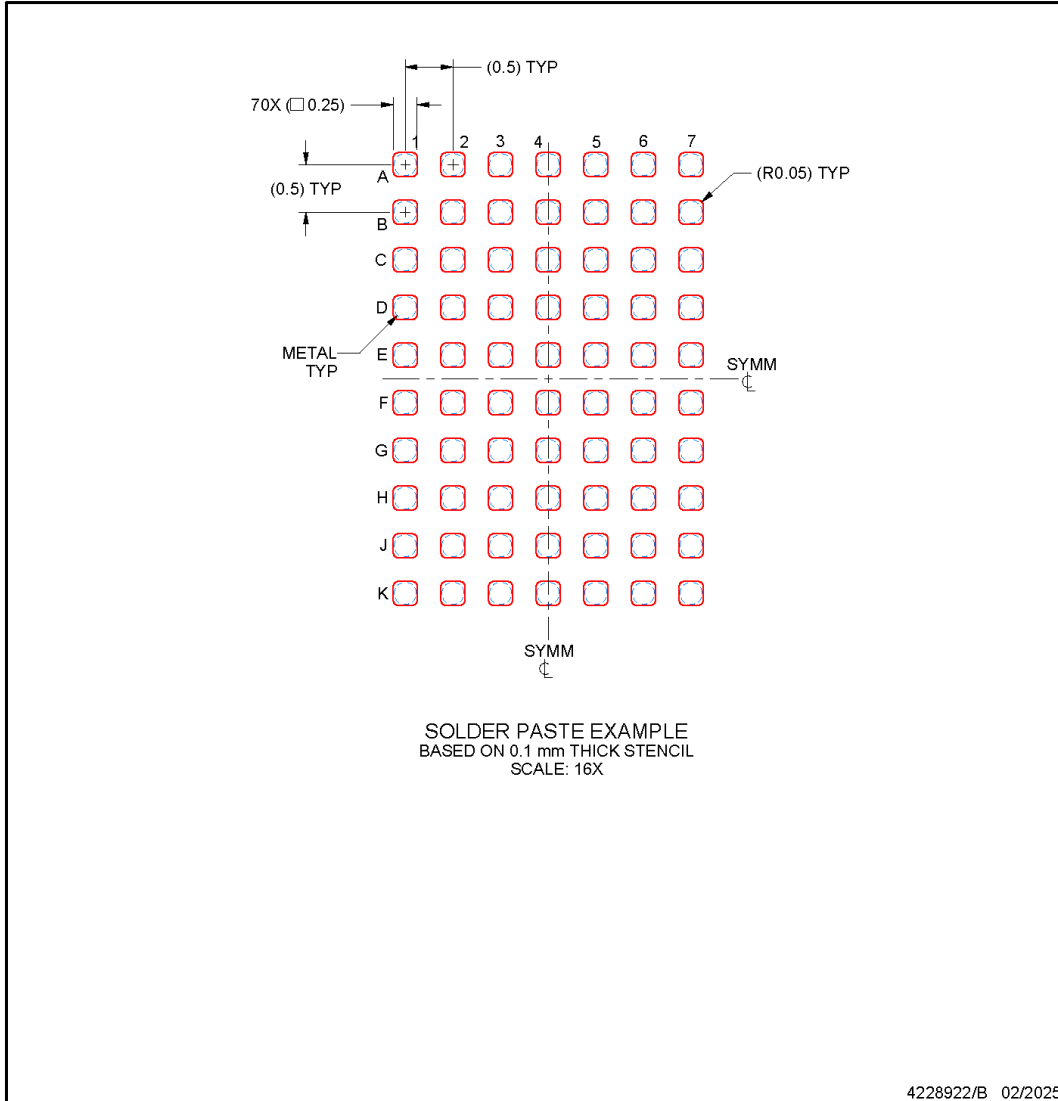 (0.5) TYP
70X (□ 0.25)
1 2 3 4 5 6 7
A
(R0.05) TYP
(0.5) TYP
B
C
D
METAL
TYP
E
SYMM
℄
F
G
H
J
K
SYMM
℄
SOLDER PASTE EXAMPLE
BASED ON 0.1 mm THICK STENCIL
SCALE: 16X
4228922/B 02/2025